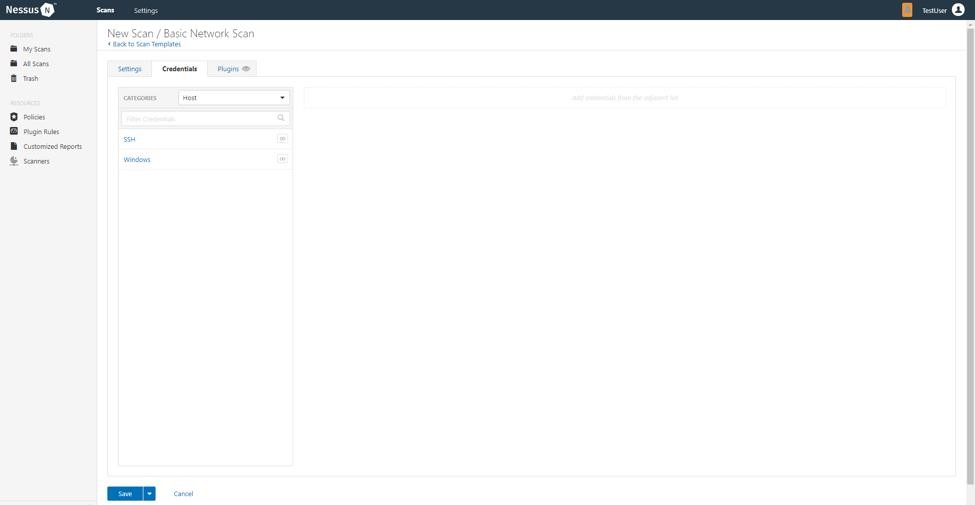 Nessus N
Scans
Settings
TestUser
FOLDERS
My Scans
All Scans
Trash
RESOURCES
Policies
Plugin Rules
Customized Reports
Scanners
New Scan / Basic Network Scan
Back to Scan Templates
Settings
Credentials
Plugins
CATEGORIES
Host
Filter Credentials
SSH
∞
Windows
∞
Add credentials from the adjacent list
Save
Cancel